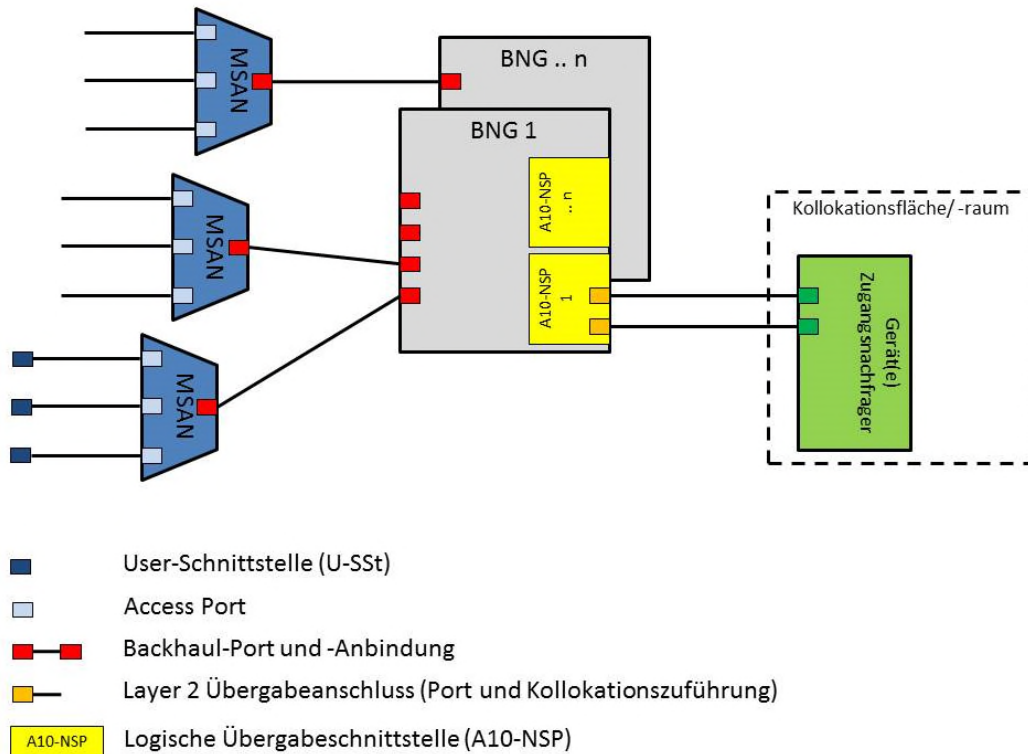 MSAN
BNG .. n
BNG 1
A10-NSP
.. n
MSAN
Kollokationsfläche/ -raum
A10-NSP
1
Gerät(e)
Zugangsnachfrager
MSAN
User-Schnittstelle (U-SSt)
Access Port
Backhaul-Port und -Anbindung
Layer 2 Übergabeanschluss (Port und Kollokationszuführung)
A10-NSP Logische Übergabeschnittstelle (A10-NSP)